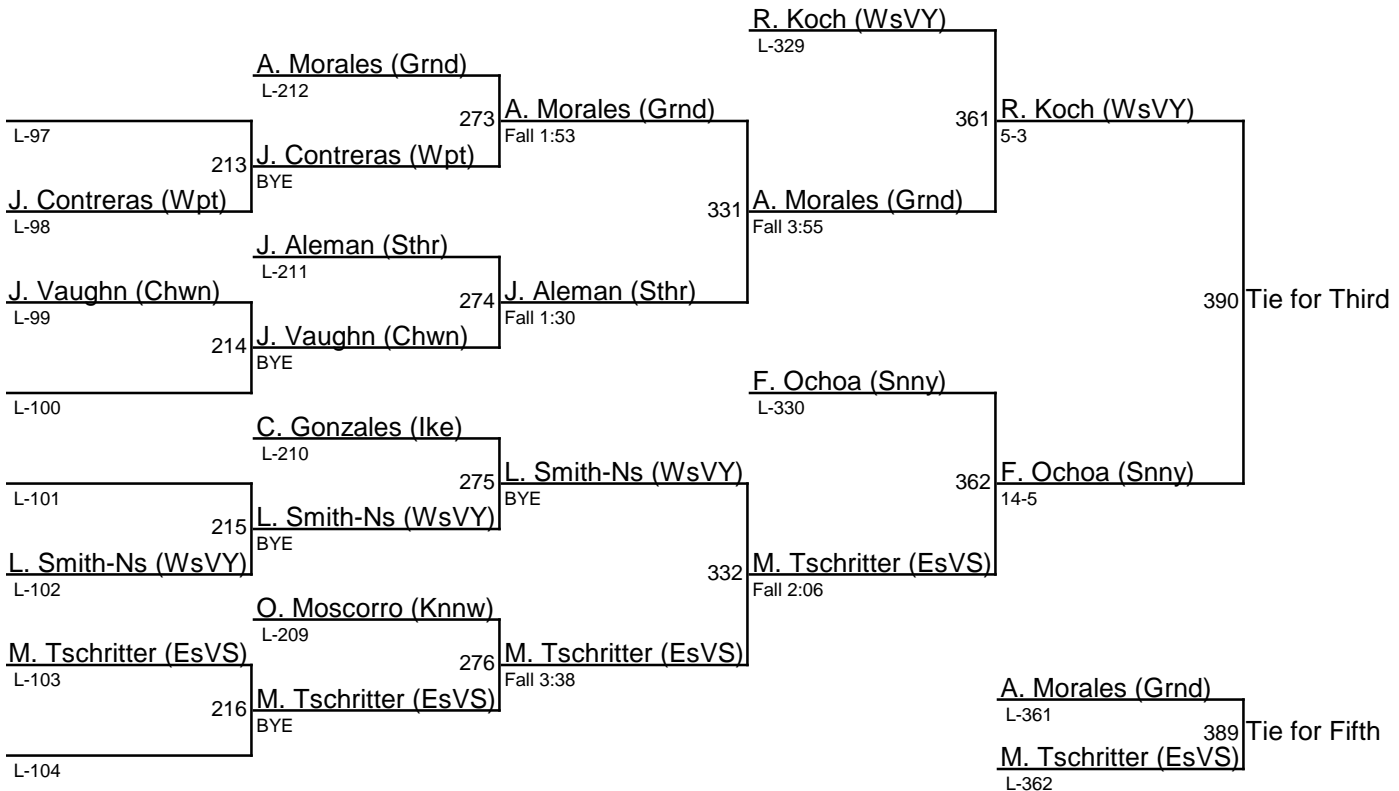 R. Koch (WsVY)
L-329
A. Morales (Grnd)
L-212
273 A. Morales (Grnd)
Fall 1:53
361 R. Koch (WsVY)
5-3
L-97
213 J. Contreras (Wpt)
BYE
J. Contreras (Wpt)
L-98
331 A. Morales (Grnd)
Fall 3:55
J. Aleman (Sthr)
L-211
J. Vaughn (Chwn)
L-99
274 J. Aleman (Sthr)
Fall 1:30
390 Tie for Third
214 J. Vaughn (Chwn)
BYE
L-100
F. Ochoa (Snny)
L-330
C. Gonzales (Ike)
L-210
L-101
275 L. Smith-Ns (WsVY)
BYE
362 F. Ochoa (Snny)
14-5
215 L. Smith-Ns (WsVY)
BYE
L. Smith-Ns (WsVY)
L-102
332 M. Tschritter (EsVS)
Fall 2:06
O. Moscorro (Knnw)
L-209
M. Tschritter (EsVS)
L-103
276 M. Tschritter (EsVS)
Fall 3:38
216 M. Tschritter (EsVS)
BYE
L-104
A. Morales (Grnd)
L-361
389 Tie for Fifth
M. Tschritter (EsVS)
L-362